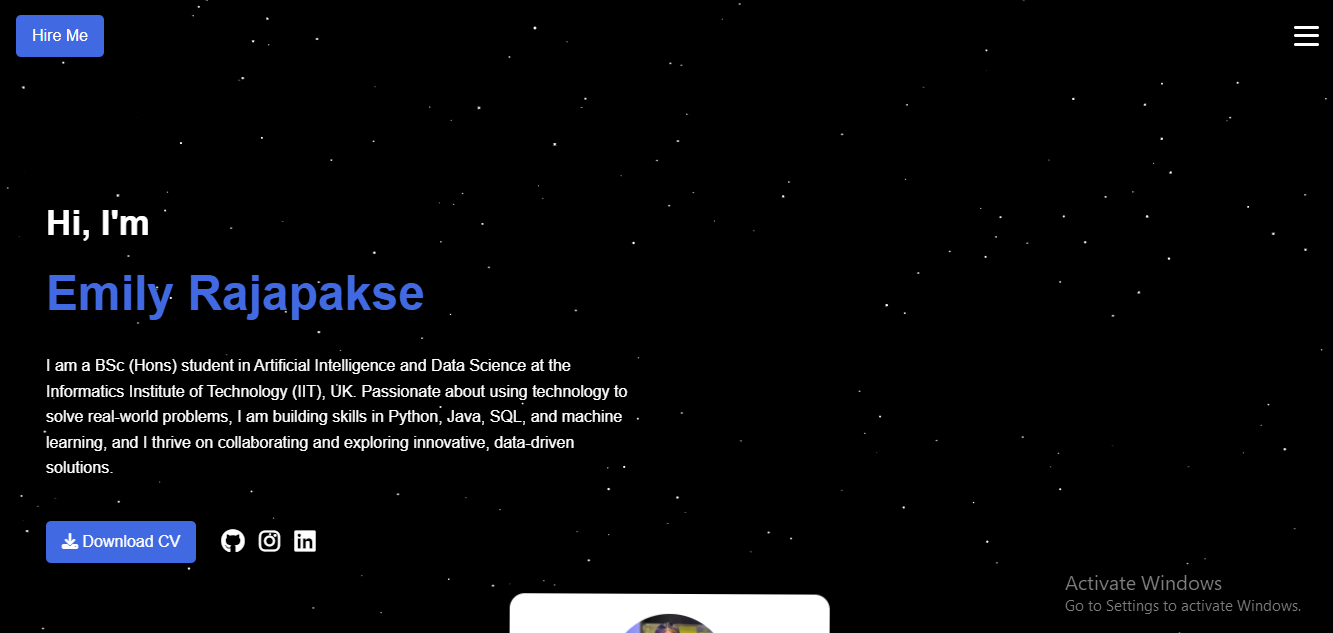 Hire Me
Hi, I'm
Emily Rajapakse
I am a BSc (Hons) student in Artificial Intelligence and Data Science at the
Informatics Institute of Technology (IIT), UK. Passionate about using technology to
solve real-world problems, I am building skills in Python, Java, SQL, and machine
learning, and I thrive on collaborating and exploring innovative, data-driven
solutions.
Download CV
Activate Windows
Go to Settings to activate Windows.